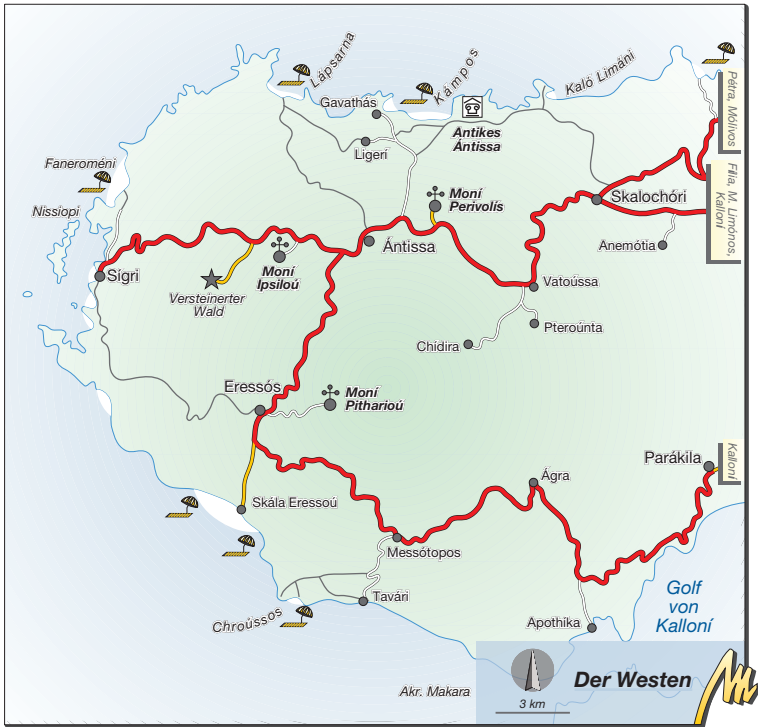 Lápsarna
Kámpos
Kaló Limáni
Pétra, Mólivos
Gavathás
Antikes
Ántissa
Ligerí
Faneroméni
Moní
Perivolís
Skalochóri
Filia, M. Limónos,
Kalloní
Nissiopi
Ántissa
Anemótia
Sígri
Moní
Ipsiloú
Vatoússa
Versteinerter
Wald
Pteroúnta
Chídira
Eressós
Moní
Pitharioú
Parákila
Kalloní
Ágra
Skála Eressoú
Messótopos
Golf
von
Kalloní
Tavári
Chroússos
Apothíka
Der Westen
Akr. Makara
3 km